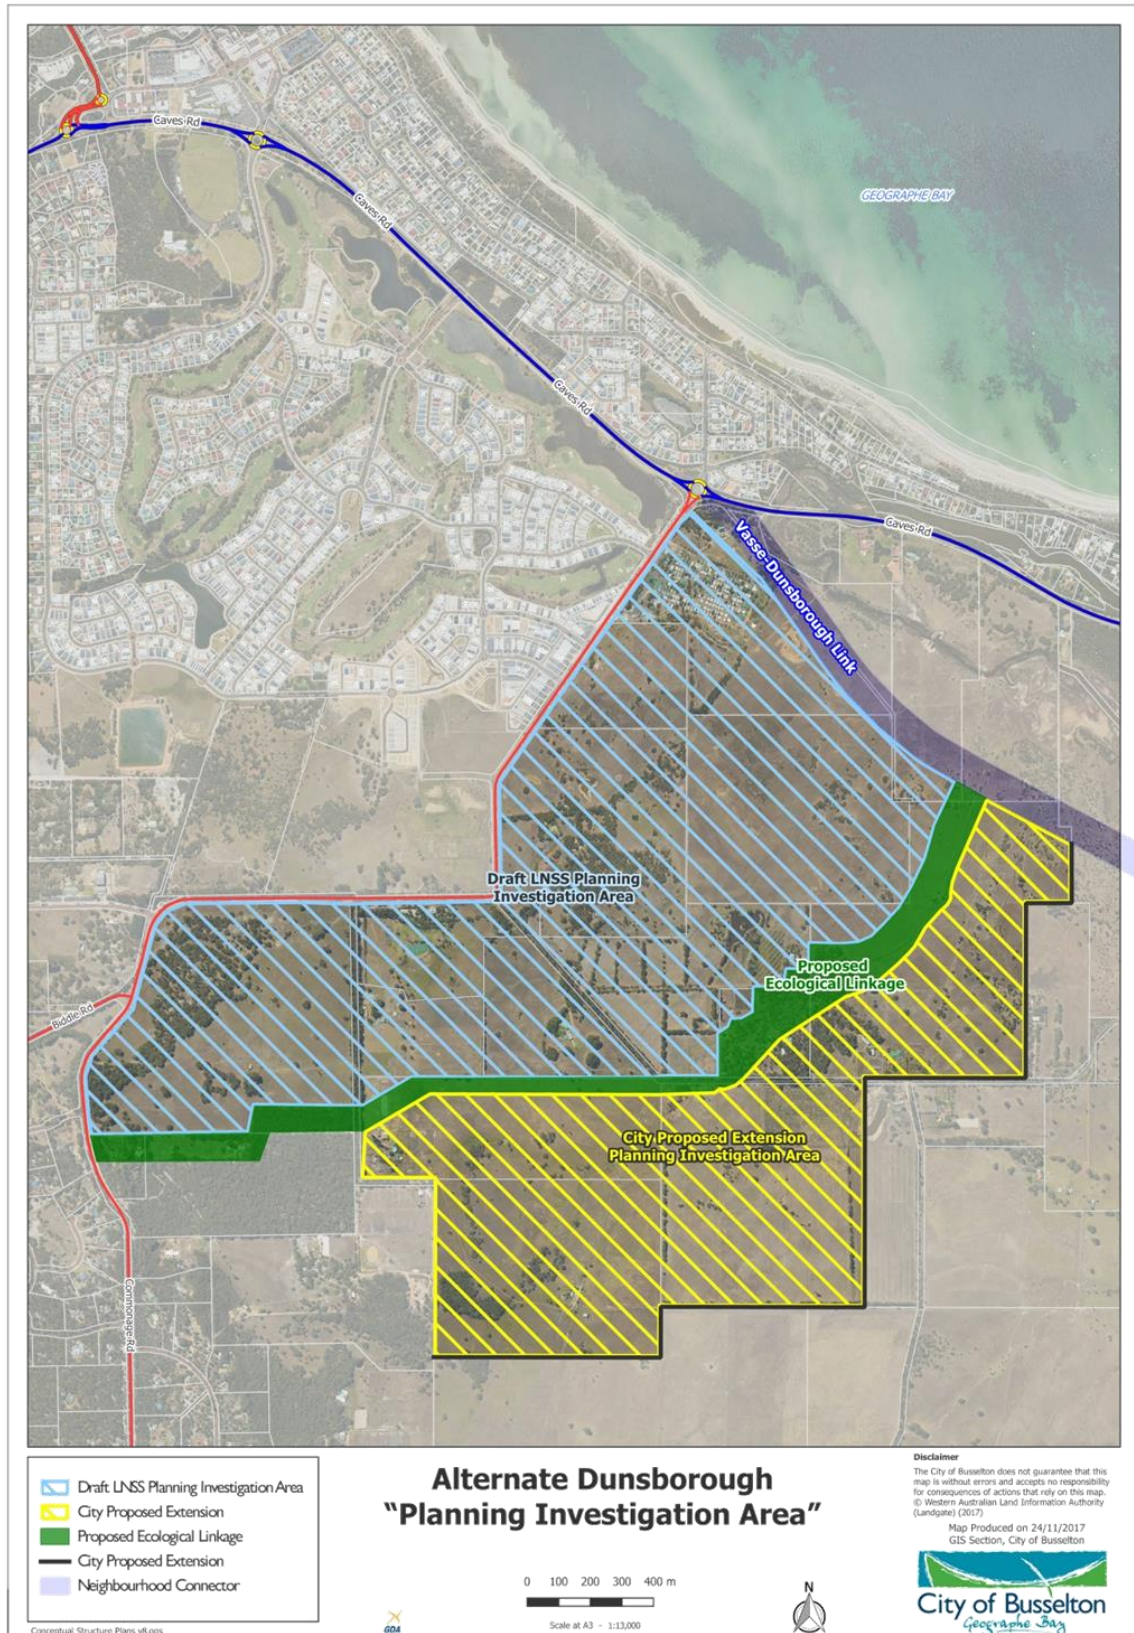 Caves Rd
Caves Rd
GEOGRAPHE BAY
Caves Rd
Caves Rd
Vasse-Dunsborough Link
Draft LNSS Planning
Investigation Area
Proposed
Ecological Linkage
Biddle Rd
City Proposed Extension
Planning Investigation Area
Commonage Rd
Draft LNSS Planning Investigation Area
City Proposed Extension
Proposed Ecological Linkage
City Proposed Extension
Neighbourhood Connector
Conceptual Structure Plans v8.qgs
Alternate Dunsborough
“Planning Investigation Area”
0 100 200 300 400 m
Scale at A3 - 1:13,000
GDA
N
Disclaimer
The City of Busselton does not guarantee that this
map is without errors and accepts no responsibility
for consequences of actions that rely on this map.
© Western Australian Land Information Authority
(Landgate) (2017)
Map Produced on 24/11/2017
GIS Section, City of Busselton
City of Busselton
Geographe Bay